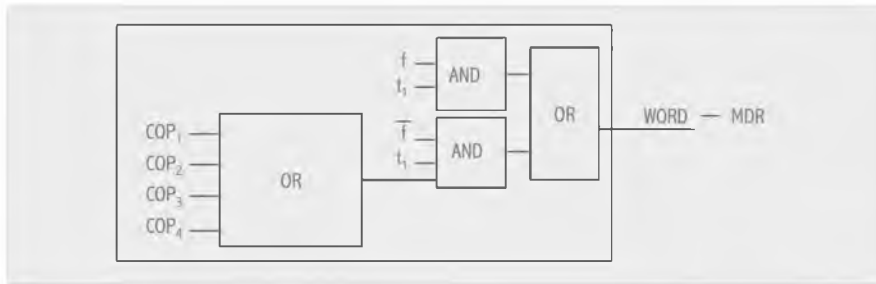 f
t₁
AND
f̅
t₁
AND
OR
WORD — MDR
COP₁
COP₂
COP₃
COP₄
OR